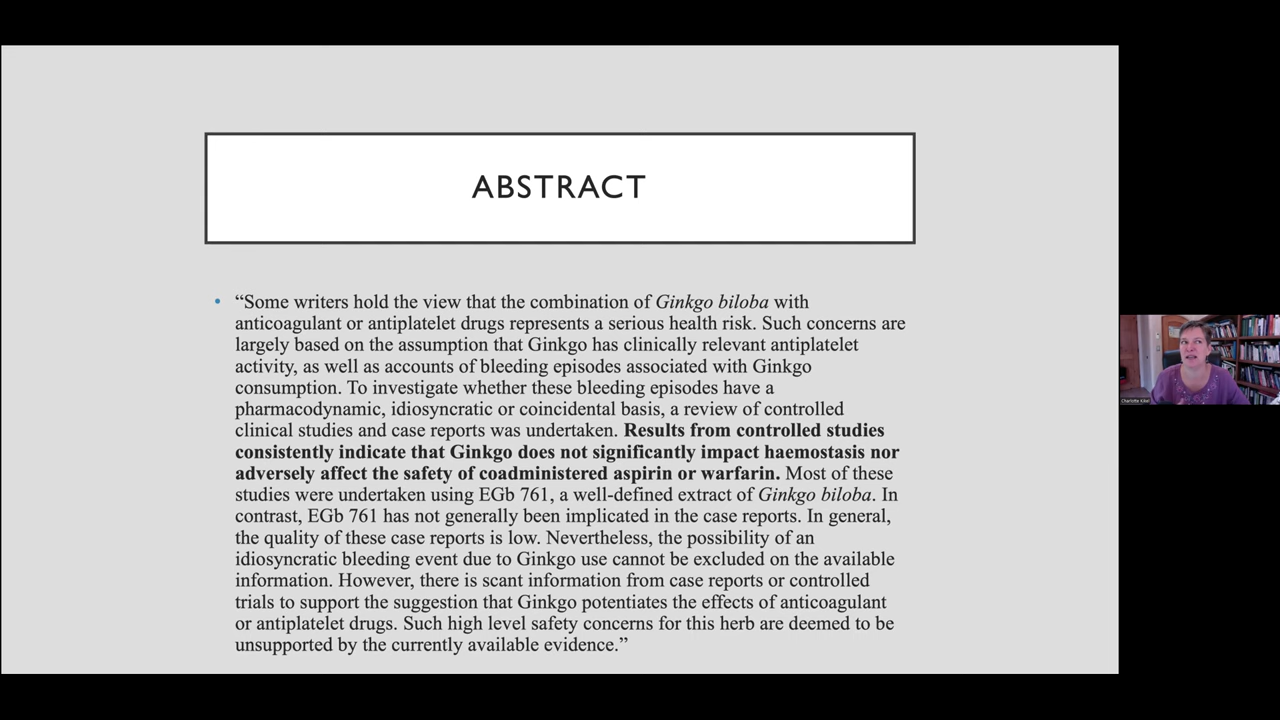 ABSTRACT
• “Some writers hold the view that the combination of Ginkgo biloba with
anticoagulant or antiplatelet drugs represents a serious health risk. Such concerns are
largely based on the assumption that Ginkgo has clinically relevant antiplatelet
activity, as well as accounts of bleeding episodes associated with Ginkgo
consumption. To investigate whether these bleeding episodes have a
pharmacodynamic, idiosyncratic or coincidental basis, a review of controlled
clinical studies and case reports was undertaken. Results from controlled studies
consistently indicate that Ginkgo does not significantly impact haemostasis nor
adversely affect the safety of coadministered aspirin or warfarin. Most of these
studies were undertaken using EGb 761, a well-defined extract of Ginkgo biloba. In
contrast, EGb 761 has not generally been implicated in the case reports. In general,
the quality of these case reports is low. Nevertheless, the possibility of an
idiosyncratic bleeding event due to Ginkgo use cannot be excluded on the available
information. However, there is scant information from case reports or controlled
trials to support the suggestion that Ginkgo potentiates the effects of anticoagulant
or antiplatelet drugs. Such high level safety concerns for this herb are deemed to be
unsupported by the currently available evidence.”
Charlotte Kikel